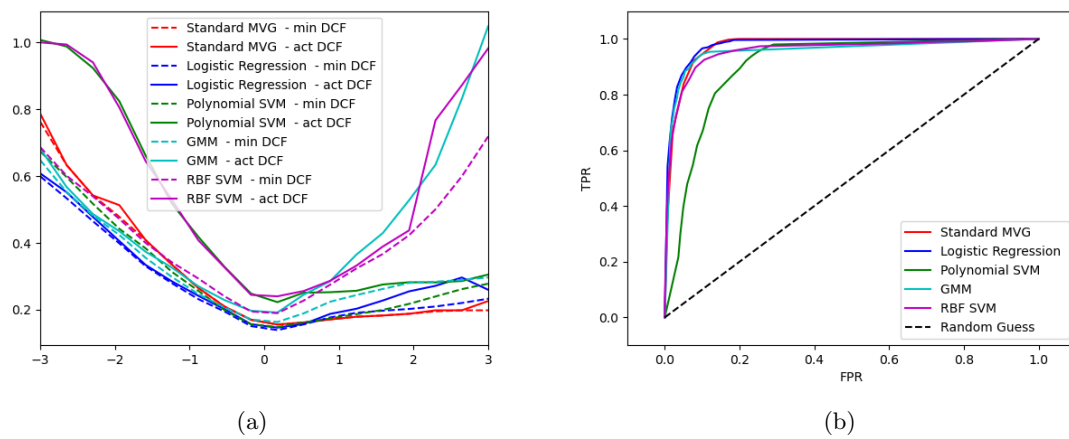 1.0
0.8
0.6
0.4
0.2
−3
−2
−1
0
1
2
3
Standard MVG - min DCF
Standard MVG - act DCF
Logistic Regression - min DCF
Logistic Regression - act DCF
Polynomial SVM - min DCF
Polynomial SVM - act DCF
GMM - min DCF
GMM - act DCF
RBF SVM - min DCF
RBF SVM - act DCF
(a)
TPR
1.0
0.8
0.6
0.4
0.2
0.0
0.0
0.2
0.4
0.6
0.8
1.0
FPR
Standard MVG
Logistic Regression
Polynomial SVM
GMM
RBF SVM
Random Guess
(b)